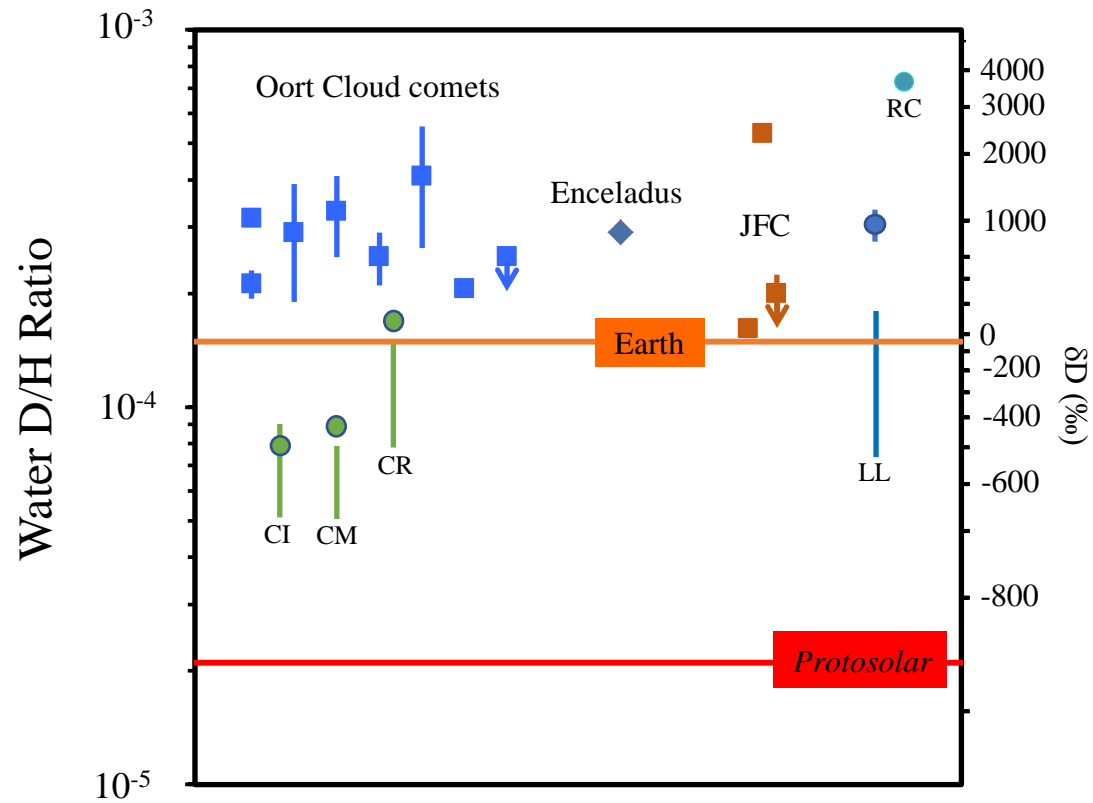 Water D/H Ratio
10⁻³
10⁻⁴
10⁻⁵
Oort Cloud comets
Enceladus
JFC
RC
Earth
CI
CM
CR
LL
Protosolar
4000
3000
2000
1000
0
-200
-400
-600
-800
δD (‰)